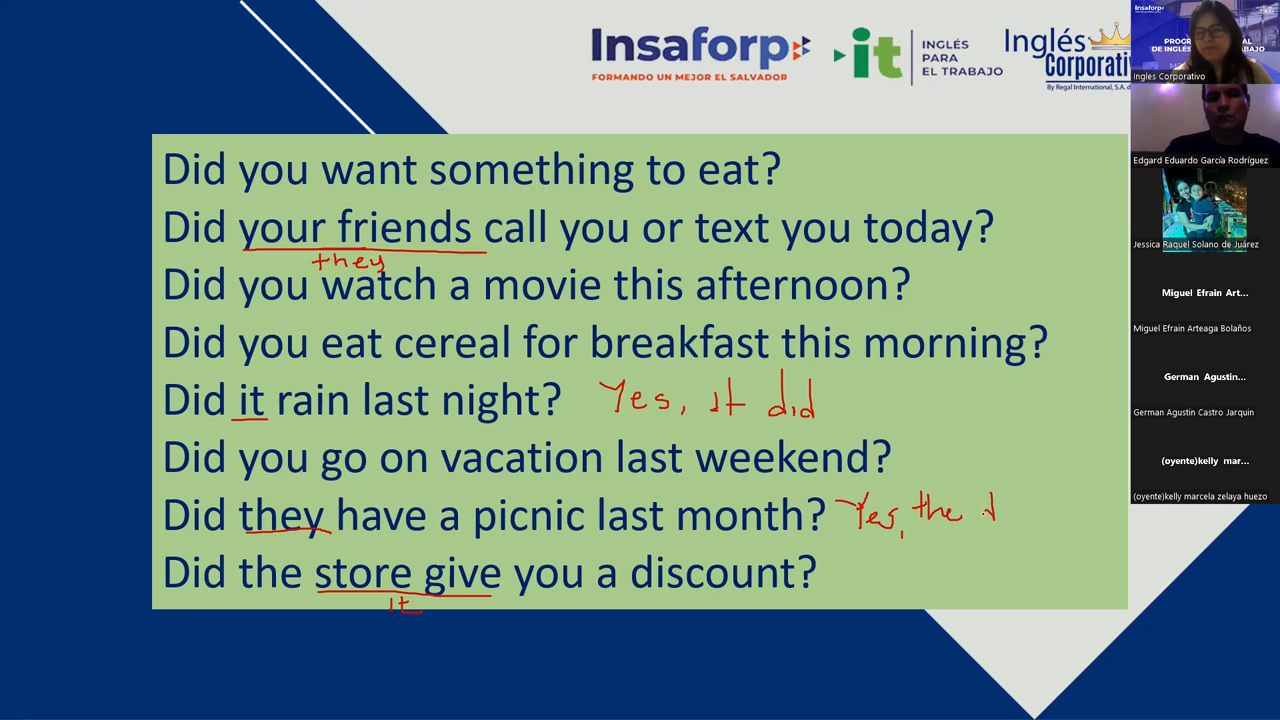 Insaforp
FORMANDO UN MEJOR EL SALVADOR
it
INGLÉS
PARA
EL TRABAJO
Inglés
Corporativ
By Regal International, S.A. d
Did you want something to eat?
Did your friends call you or text you today?
they
Did you watch a movie this afternoon?
Did you eat cereal for breakfast this morning?
Did it rain last night? Yes, it did
Did you go on vacation last weekend?
Did they have a picnic last month? Yes, the d
Did the store give you a discount?
it
Insaforp
Ingles Corporativo
Edgard Eduardo García Rodríguez
Jessica Raquel Solano de Juárez
Miguel Efrain Art...
Miguel Efrain Arteaga Bolaños
German Agustin...
German Agustin Castro Jarquin
(oyente)kelly mar...
(oyente)kelly marcela zelaya huezo